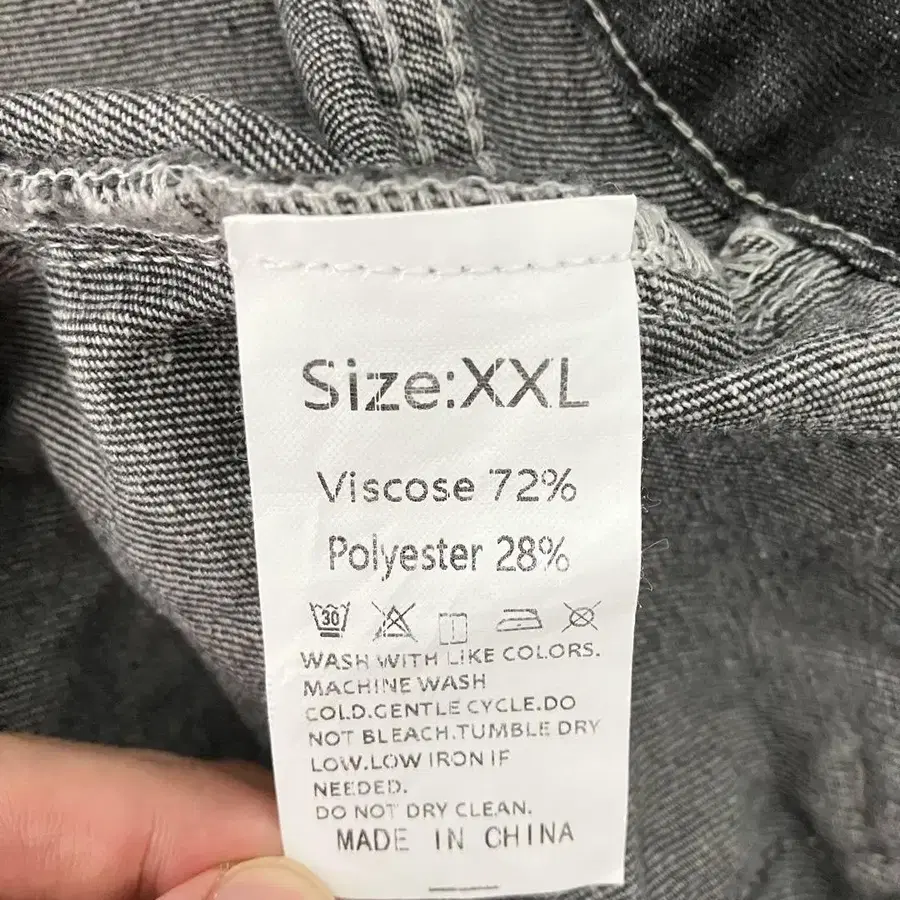 Size:XXL
Viscose 72%
Polyester 28%
30
WASH WITH LIKE COLORS.
MACHINE WASH
COLD.GENTLE CYCLE.DO
NOT BLEACH.TUMBLE DRY
LOW.LOW IRON IF
NEEDED.
DO NOT DRY CLEAN.
MADE IN CHINA